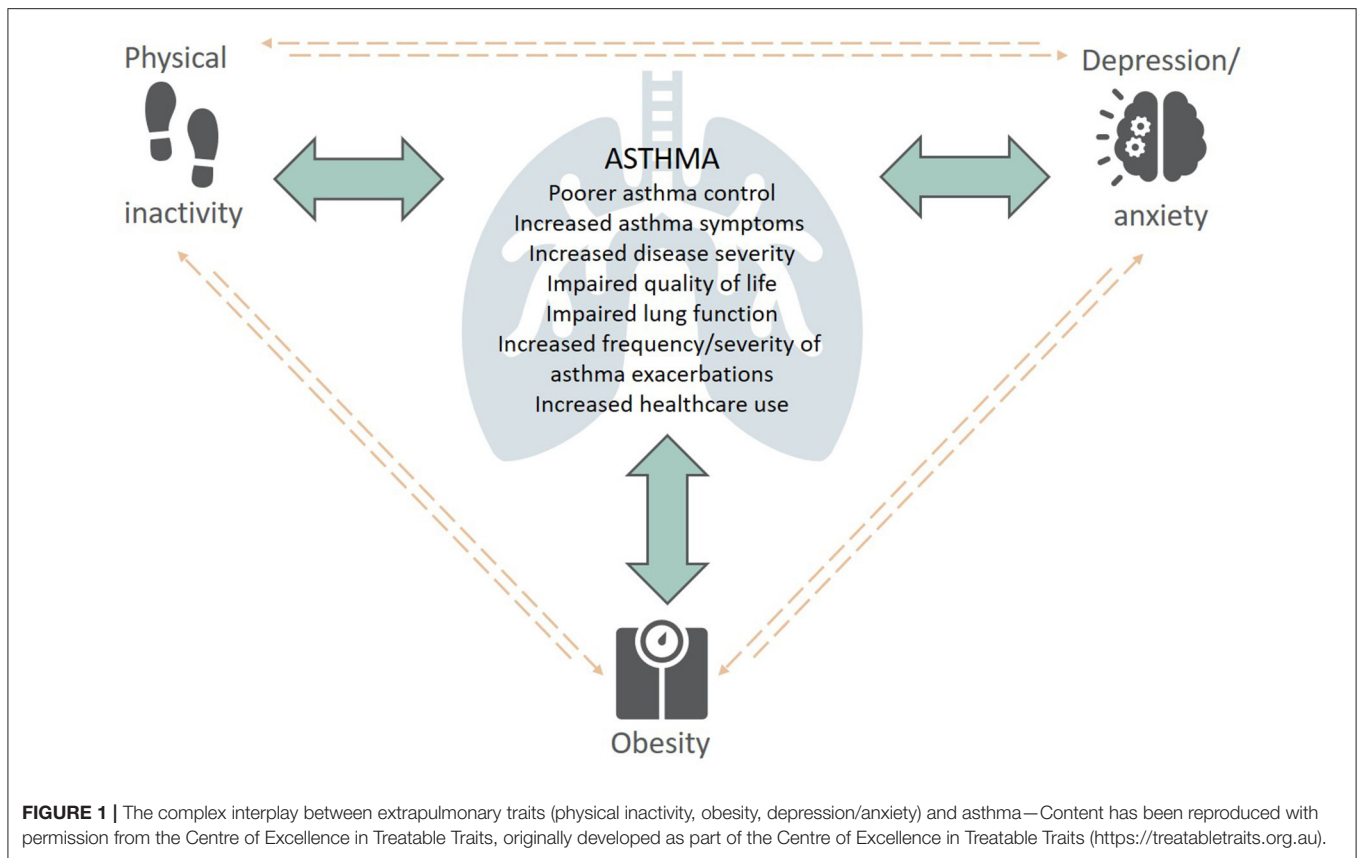 Physical
inactivity
Depression/
anxiety
ASTHMA
Poorer asthma control
Increased asthma symptoms
Increased disease severity
Impaired quality of life
Impaired lung function
Increased frequency/severity of
asthma exacerbations
Increased healthcare use
Obesity
FIGURE 1 | The complex interplay between extrapulmonary traits (physical inactivity, obesity, depression/anxiety) and asthma—Content has been reproduced with
permission from the Centre of Excellence in Treatable Traits, originally developed as part of the Centre of Excellence in Treatable Traits (https://treatabletraits.org.au).